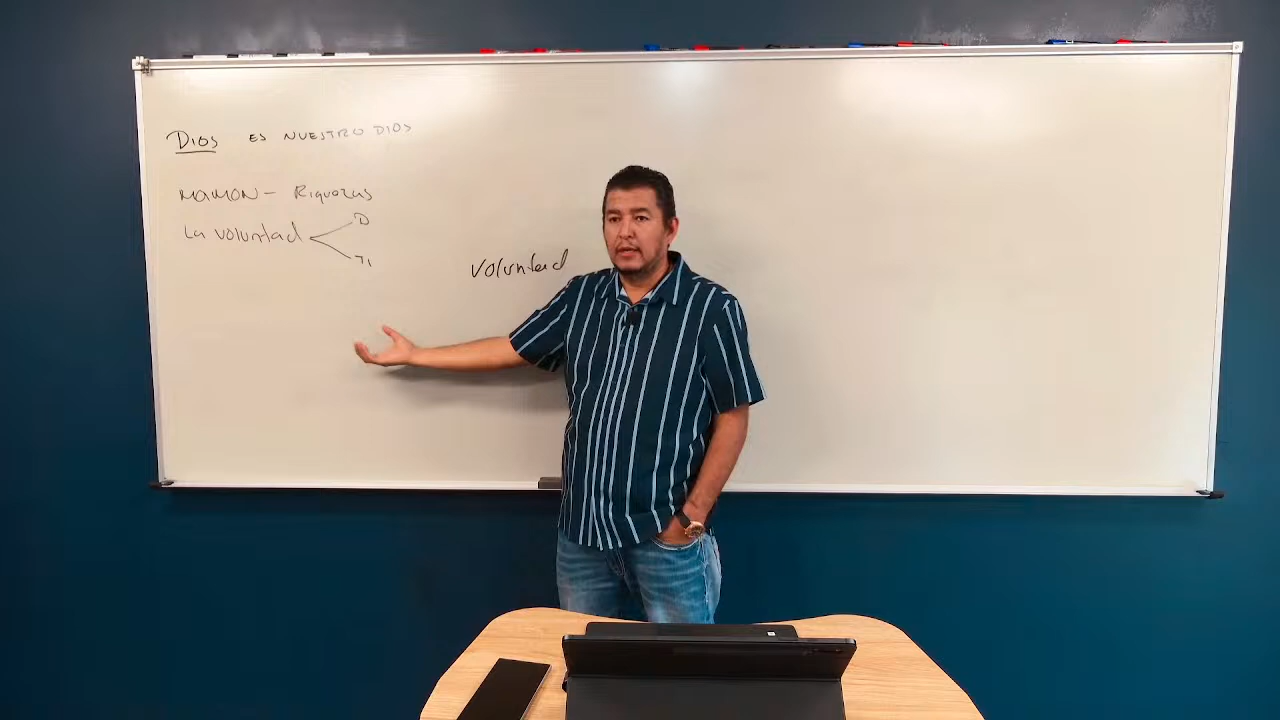 DIOS ES NUESTRO DIOS
MAMON - Riquezas
La voluntad D
voluntad